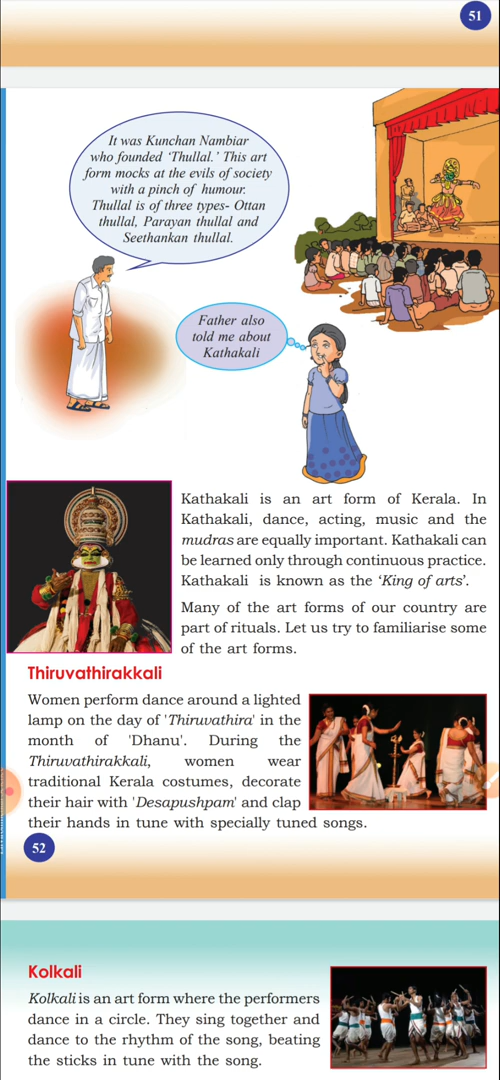 51
It was Kunchan Nambiar
who founded ‘Thullal.’ This art
form mocks at the evils of society
with a pinch of humour.
Thullal is of three types- Ottan
thullal, Parayan thullal and
Seethankan thullal.
Father also
told me about
Kathakali
Kathakali is an art form of Kerala. In
Kathakali, dance, acting, music and the
mudras are equally important. Kathakali can
be learned only through continuous practice.
Kathakali is known as the ‘King of arts’.
Many of the art forms of our country are
part of rituals. Let us try to familiarise some
of the art forms.
Thiruvathirakkali
Women perform dance around a lighted
lamp on the day of 'Thiruvathira' in the
month of 'Dhanu'. During the
Thiruvathirakkali, women wear
traditional Kerala costumes, decorate
their hair with 'Desapushpam' and clap
their hands in tune with specially tuned songs.
52
Kolkali
Kolkali is an art form where the performers
dance in a circle. They sing together and
dance to the rhythm of the song, beating
the sticks in tune with the song.